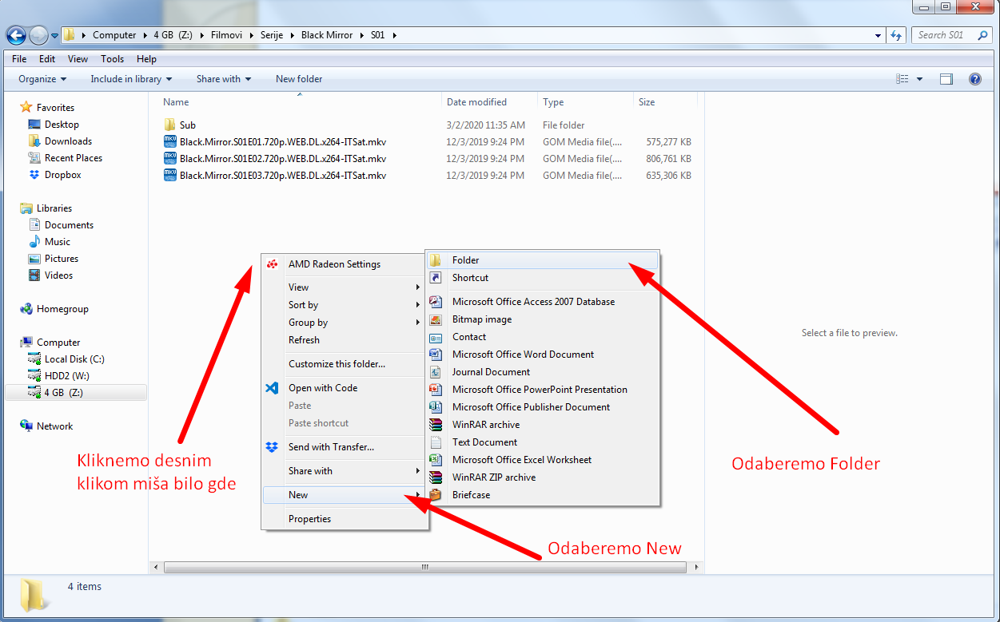 Computer 4 GB (Z:) Filmovi Serije Black Mirror S01
Search S01
File Edit View Tools Help
Organize Include in library Share with New folder
Favorites
Desktop
Downloads
Recent Places
Dropbox
Libraries
Documents
Music
Pictures
Videos
Homegroup
Computer
Local Disk (C:)
HDD2 (W:)
4 GB (Z:)
Network
Name Date modified Type Size
Sub 3/2/2020 11:35 AM File folder
Black.Mirror.S01E01.720p.WEB.DL.x264-ITSat.mkv 12/3/2019 9:24 PM GOM Media file(.... 575,277 KB
Black.Mirror.S01E02.720p.WEB.DL.x264-ITSat.mkv 12/3/2019 9:24 PM GOM Media file(.... 806,761 KB
Black.Mirror.S01E03.720p.WEB.DL.x264-ITSat.mkv 12/3/2019 9:24 PM GOM Media file(.... 635,306 KB
AMD Radeon Settings
View
Sort by
Group by
Refresh
Customize this folder...
Open with Code
Paste
Paste shortcut
Send with Transfer...
Share with
New
Properties
Folder
Shortcut
Microsoft Office Access 2007 Database
Bitmap image
Contact
Microsoft Office Word Document
Journal Document
Microsoft Office PowerPoint Presentation
Microsoft Office Publisher Document
WinRAR archive
Text Document
Microsoft Office Excel Worksheet
WinRAR ZIP archive
Briefcase
Select a file to preview.
Kliknemo desnim
klikom miša bilo gde
Odaberemo Folder
Odaberemo New
4 items